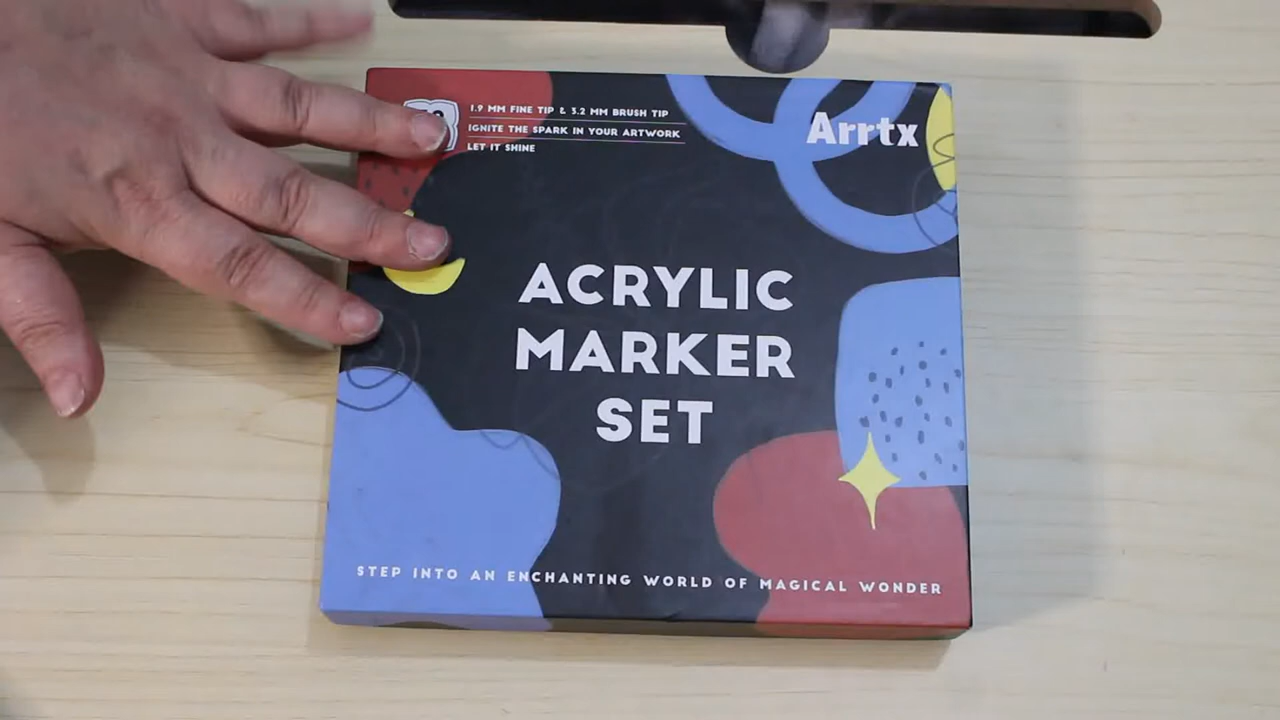 1.9 MM FINE TIP & 5.2 MM BRUSH TIP
IGNITE THE SPARK IN YOUR ARTWORK
LET IT SHINE
Arrtx
ACRYLIC
MARKER
SET
STEP INTO AN ENCHANTING WORLD OF MAGICAL WONDER